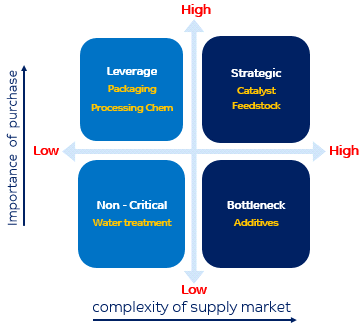 High
Leverage
Packaging
Processing Chem
Strategic
Catalyst
Feedstock
Importance of purchase
Low
High
Non - Critical
Water treatment
Bottleneck
Additives
Low
complexity of supply market